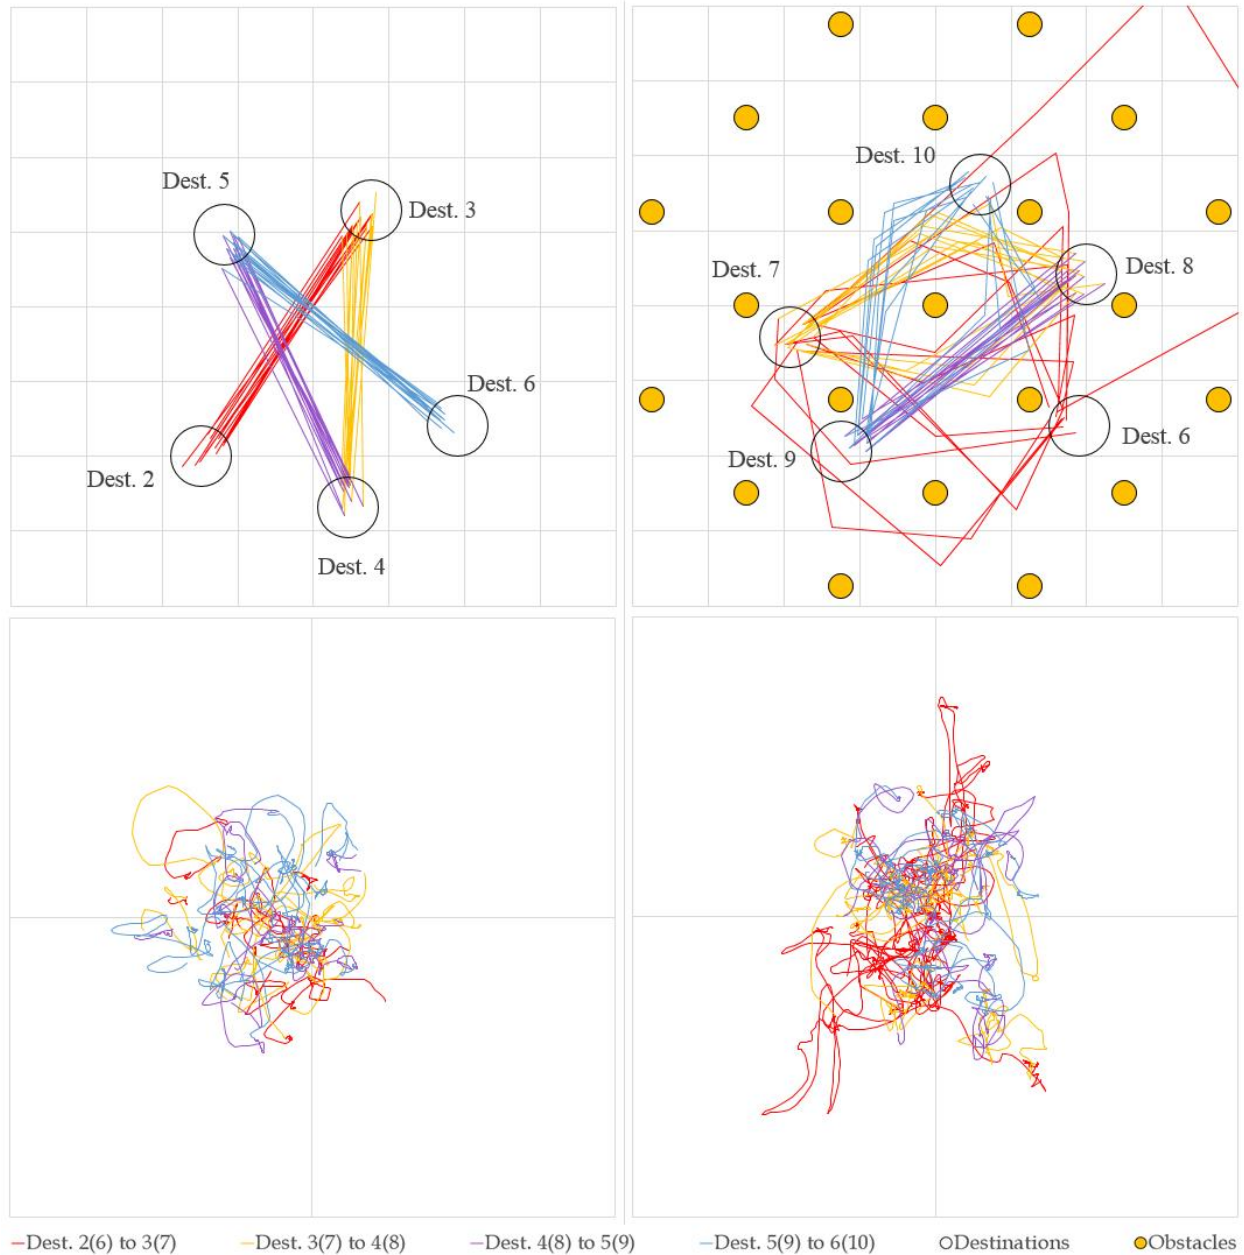 Dest. 5
Dest. 3
Dest. 6
Dest. 2
Dest. 4
Dest. 10
Dest. 7
Dest. 8
Dest. 6
Dest. 9
Dest. 2(6) to 3(7)
Dest. 3(7) to 4(8)
Dest. 4(8) to 5(9)
Dest. 5(9) to 6(10)
Destinations
Obstacles